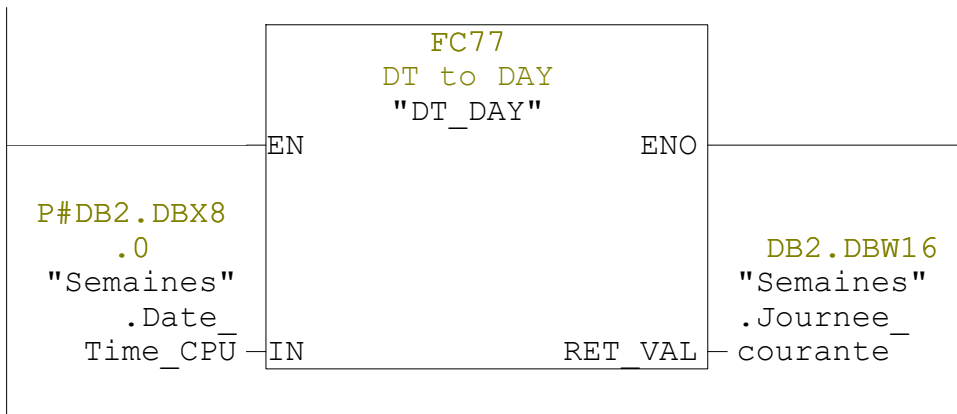 FC77
DT to DAY
"DT_DAY"
EN
ENO
P#DB2.DBX8
.0
"Semaines"
.Date_
Time_CPU
IN
RET_VAL
DB2.DBW16
"Semaines"
.Journee_
courante